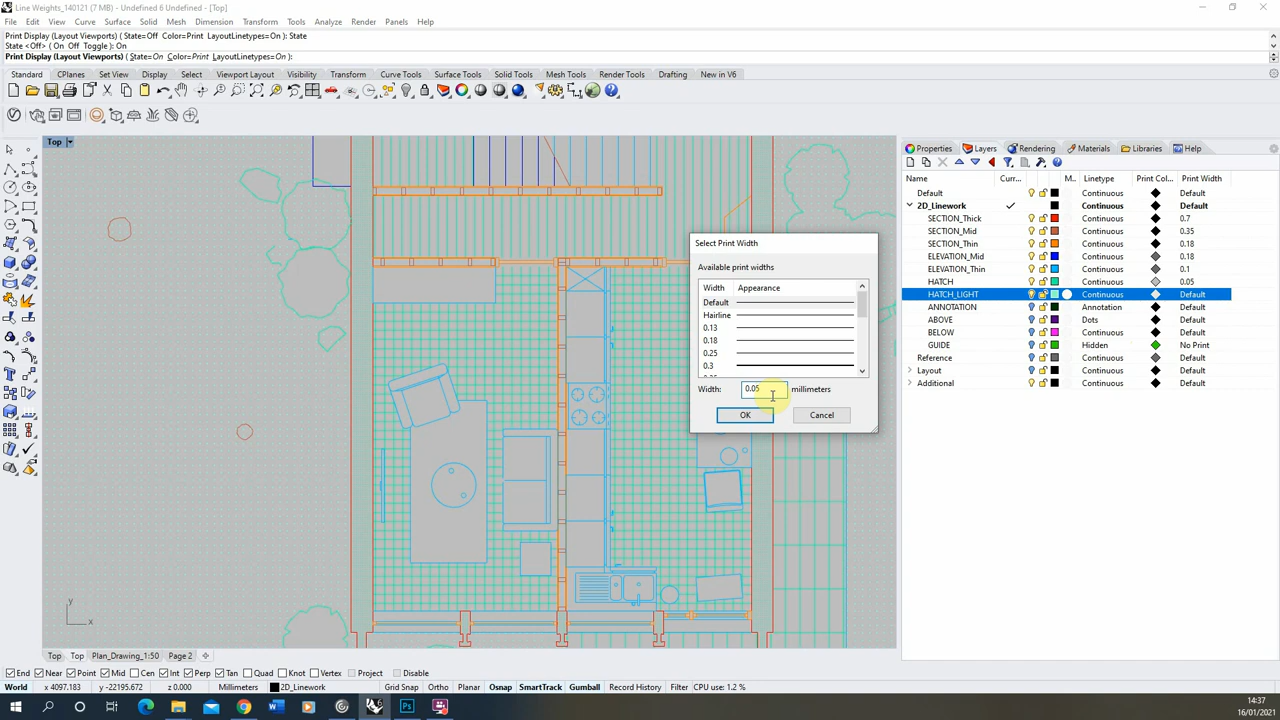 Line Weights_140121 (7 MB) - Undefined 6 Undefined - [Top]
File Edit View Curve Surface Solid Mesh Dimension Transform Tools Analyze Render Panels Help
Print Display (Layout Viewports) ( State=Off Color=Print LayoutLinetypes=On ): State
State <Off> ( On Off Toggle ): On
Print Display (Layout Viewports) ( State=On Color=Print LayoutLinetypes=On ):
Standard CPlanes Set View Display Select Viewport Layout Visibility Transform Curve Tools Surface Tools Solid Tools Mesh Tools Render Tools Drafting New in V6
Top
Properties Layers Rendering Materials Libraries Help
Name Curr... M.. Linetype Print Col... Print Width
Default Continuous Default
2D_Linework Continuous Default
SECTION_Thick Continuous 0.7
SECTION_Mid Continuous 0.35
SECTION_Thin Continuous 0.18
ELEVATION_Mid Continuous 0.18
ELEVATION_Thin Continuous 0.1
HATCH Continuous 0.05
HATCH_LIGHT Continuous Default
ANNOTATION Annotation Default
ABOVE Dots Default
BELOW Continuous Default
GUIDE Hidden No Print
Reference Continuous Default
Layout Continuous Default
Additional Continuous Default
Select Print Width
Available print widths
Width Appearance
Default
Hairline
0.13
0.18
0.25
0.3
Width: 0.05 millimeters
OK Cancel
y
x
Top Top Plan_Drawing_1:50 Page 2
End Near Point Mid Cen Int Perp Tan Quad Knot Vertex Project Disable
World x 4097.183 y -22195.672 z 0.000 Millimeters 2D_Linework Grid Snap Ortho Planar Osnap SmartTrack Gumball Record History Filter CPU use: 1.2 %
14:37
16/01/2021